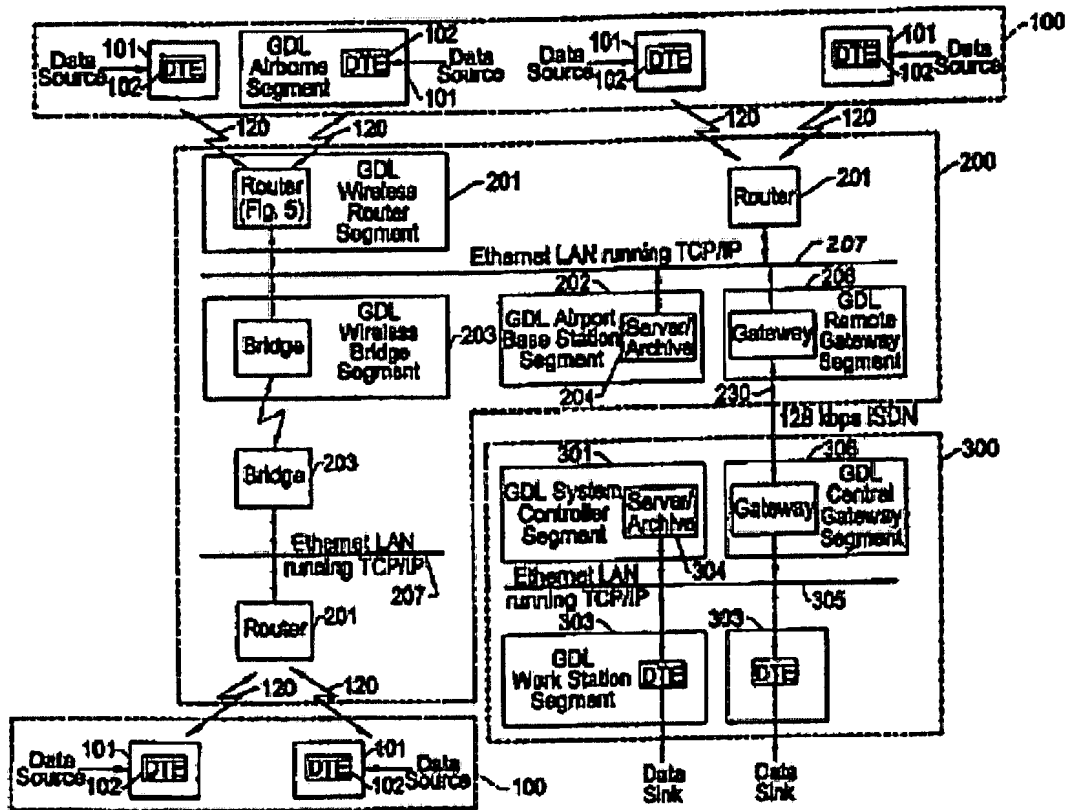 100
Data Source
101
102
DTE
GDL
Airborne
Segment
DTE
102
Data Source
101
Data Source
101
102
DTE
DTE
101
102
Data Source
120
120
120
120
200
Router
(Fig. 5)
GDL
Wireless
Router
Segment
201
Router
201
Ethernet LAN running TCP/IP
207
Bridge
GDL
Wireless
Bridge
Segment
203
202
GDL Airport
Base Station
Segment
Server/
Archive
204
206
Gateway
GDL
Remote
Gateway
Segment
230
128 kbps ISDN
Bridge
203
Ethernet LAN
running TCP/IP
207
Router
201
120
120
300
301
GDL System
Controller
Segment
Server/
Archive
304
306
Gateway
GDL
Central
Gateway
Segment
Ethernet LAN
running TCP/IP
305
303
GDL
Work Station
Segment
DTE
303
DTE
Data
Sink
Data
Sink
Data
Source
101
102
DTE
DTE
101
102
Data
Source
100